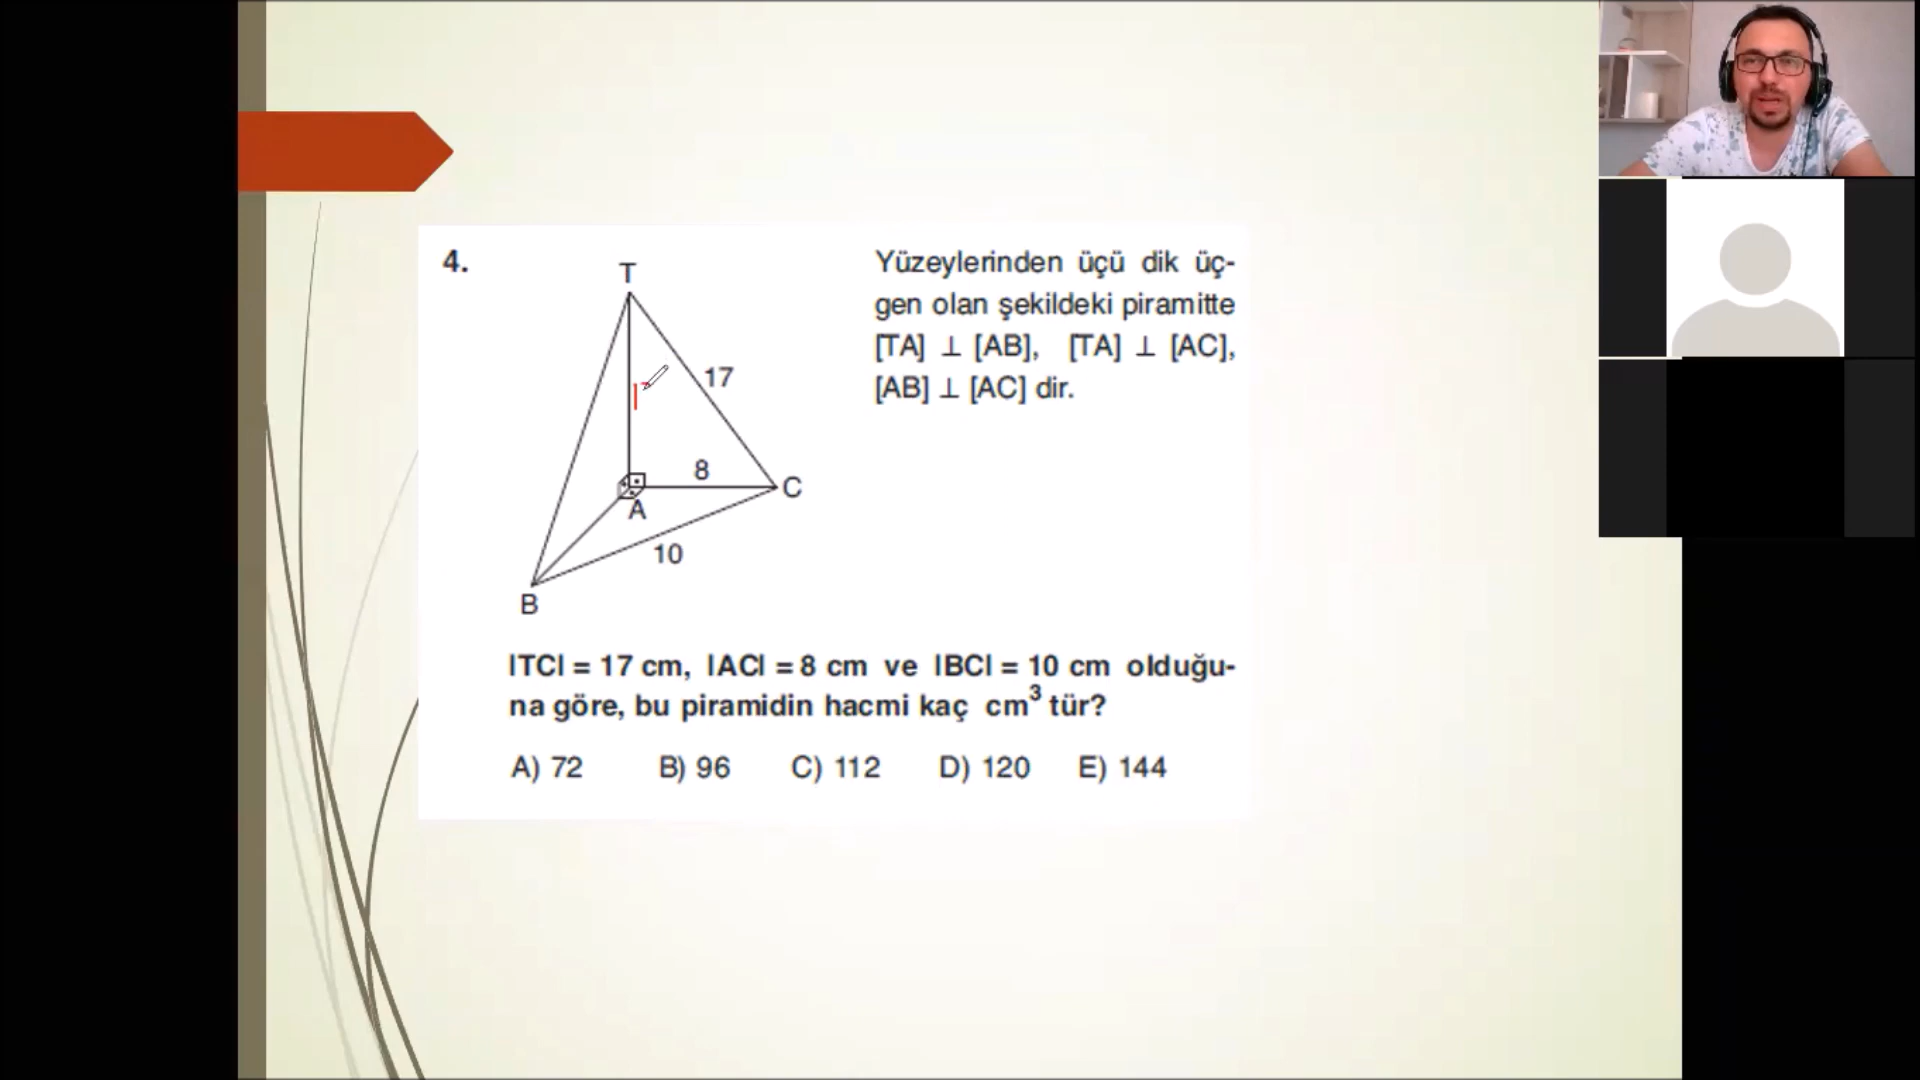 4.
T
17
8
A
C
10
B
Yüzeylerinden üçü dik üç-
gen olan şekildeki piramitte
[TA] ⊥ [AB], [TA] ⊥ [AC],
[AB] ⊥ [AC] dir.
|TC| = 17 cm, |AC| = 8 cm ve |BC| = 10 cm olduğu-
na göre, bu piramidin hacmi kaç cm³ tür?
A) 72 B) 96 C) 112 D) 120 E) 144